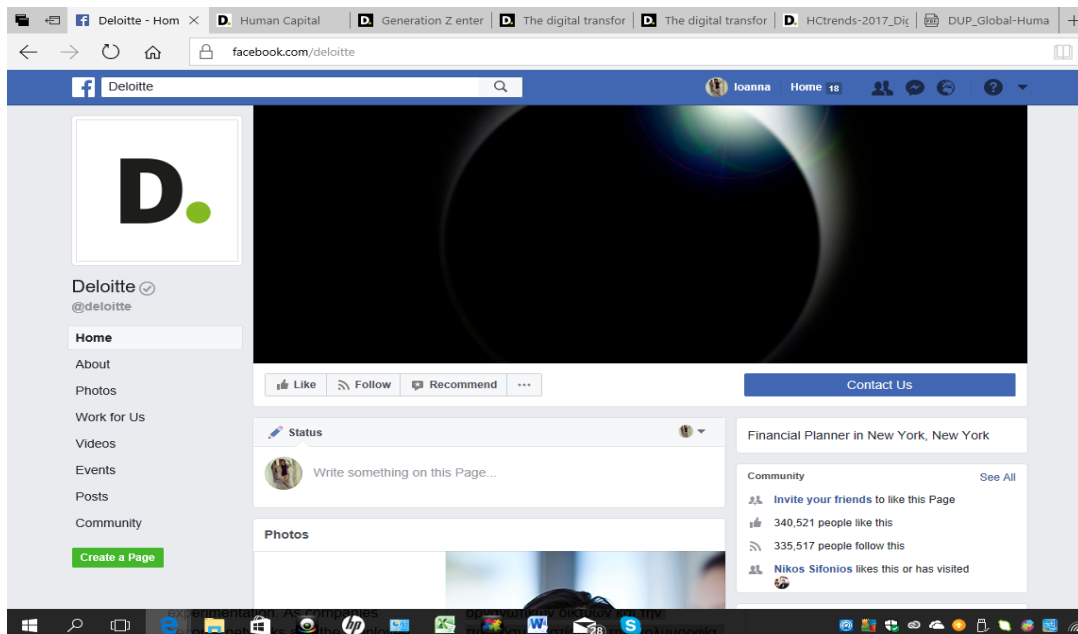 Deloitte - Hom
Human Capital
Generation Z enter
The digital transfor
The digital transfor
HCtrends-2017_Dig
DUP_Global-Huma
facebook.com/deloitte
Deloitte
Ioanna
Home 18
D.
Deloitte
@deloitte
Home
About
Photos
Work for Us
Videos
Events
Posts
Community
Create a Page
Like
Follow
Recommend
Contact Us
Status
Write something on this Page...
Photos
Financial Planner in New York, New York
Community See All
Invite your friends to like this Page
340,521 people like this
335,517 people follow this
Nikos Sifonios likes this or has visited
experimentation. As companies
28